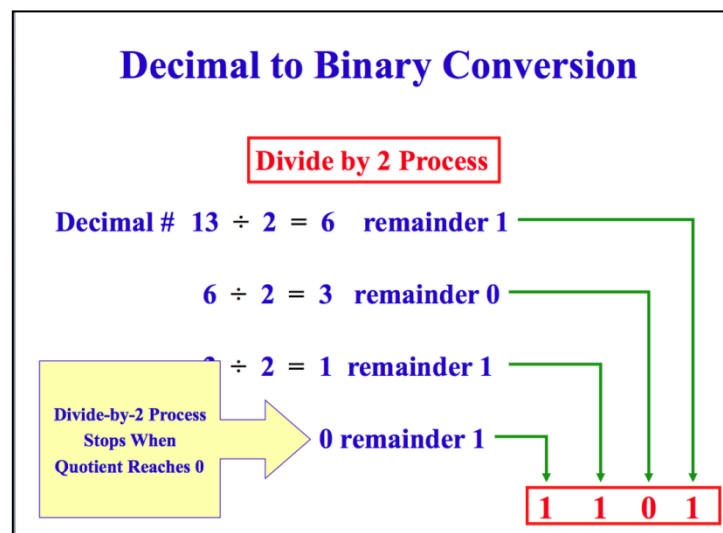 Decimal to Binary Conversion
Divide by 2 Process
Decimal # 13 ÷ 2 = 6 remainder 1
6 ÷ 2 = 3 remainder 0
÷ 2 = 1 remainder 1
Divide-by-2 Process
Stops When
Quotient Reaches 0
0 remainder 1
1 1 0 1